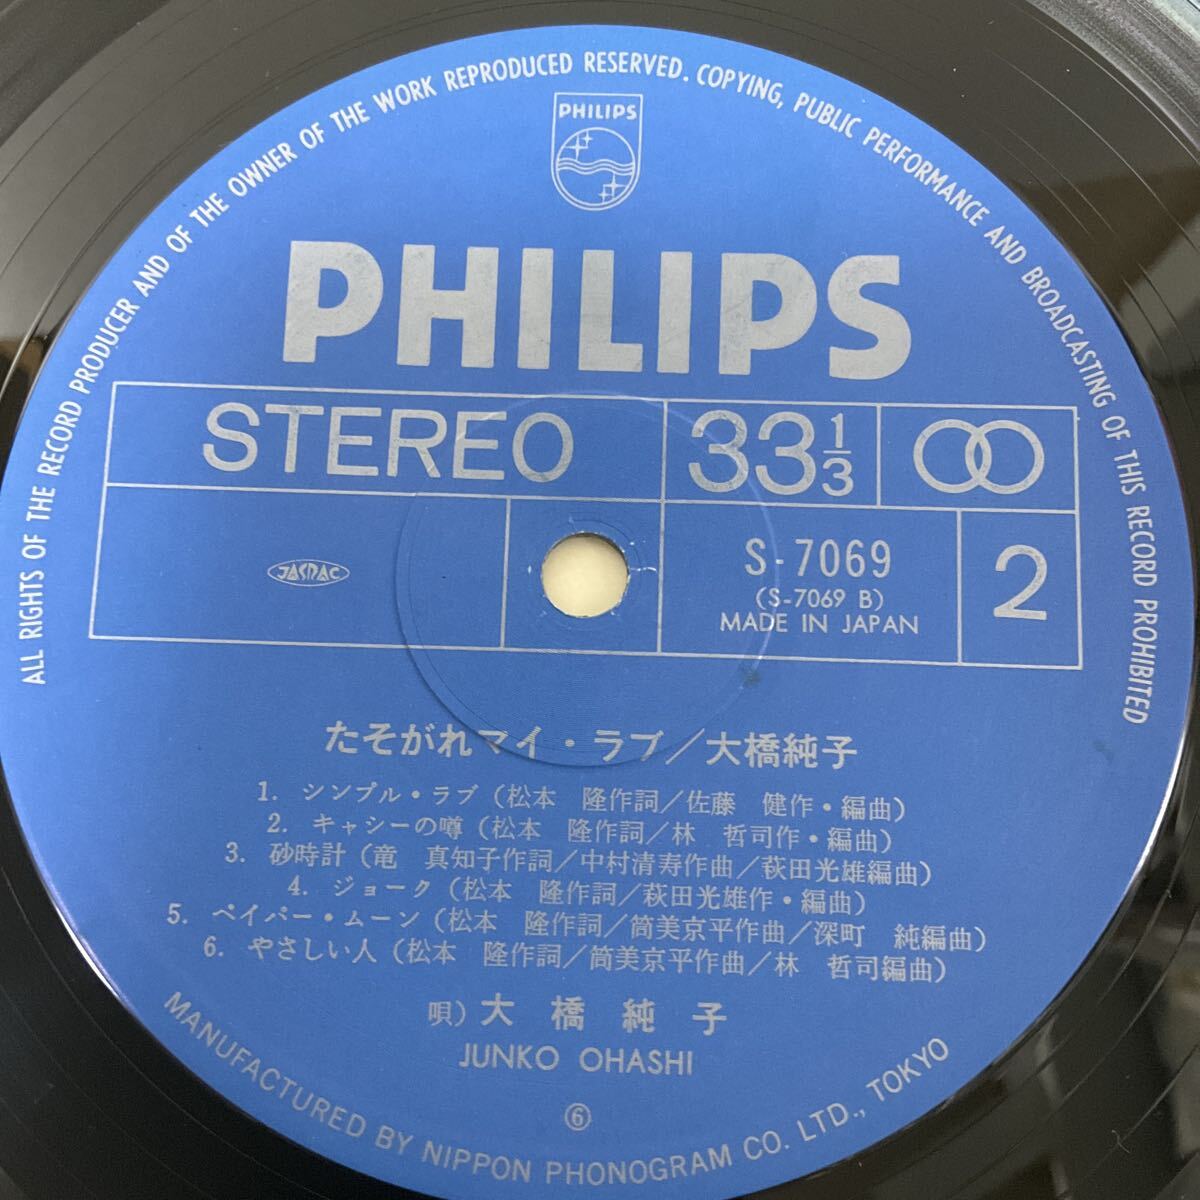 ALL RIGHTS OF THE RECORD PRODUCER AND OF THE OWNER OF THE WORK REPRODUCED RESERVED. COPYING, PUBLIC PERFORMANCE AND BROADCASTING OF THIS RECORD PROHIBITED
PHILIPS
PHILIPS
STEREO 33 1/3
JASRAC
S-7069
(S-7069 B)
MADE IN JAPAN
2
たそがれマイ・ラブ/大橋純子
1. シンプル・ラブ(松本 隆作詞/佐藤 健作・編曲)
2. キャシーの噂(松本 隆作詞/林 哲司作・編曲)
3. 砂時計(竜 真知子作詞/中村清寿作曲/萩田光雄編曲)
4. ジョーク(松本 隆作詞/萩田光雄作・編曲)
5. ペイパー・ムーン(松本 隆作詞/筒美京平作曲/深町 純編曲)
6. やさしい人(松本 隆作詞/筒美京平作曲/林 哲司編曲)
唄)大橋純子
JUNKO OHASHI
⑥
MANUFACTURED BY NIPPON PHONOGRAM CO. LTD., TOKYO